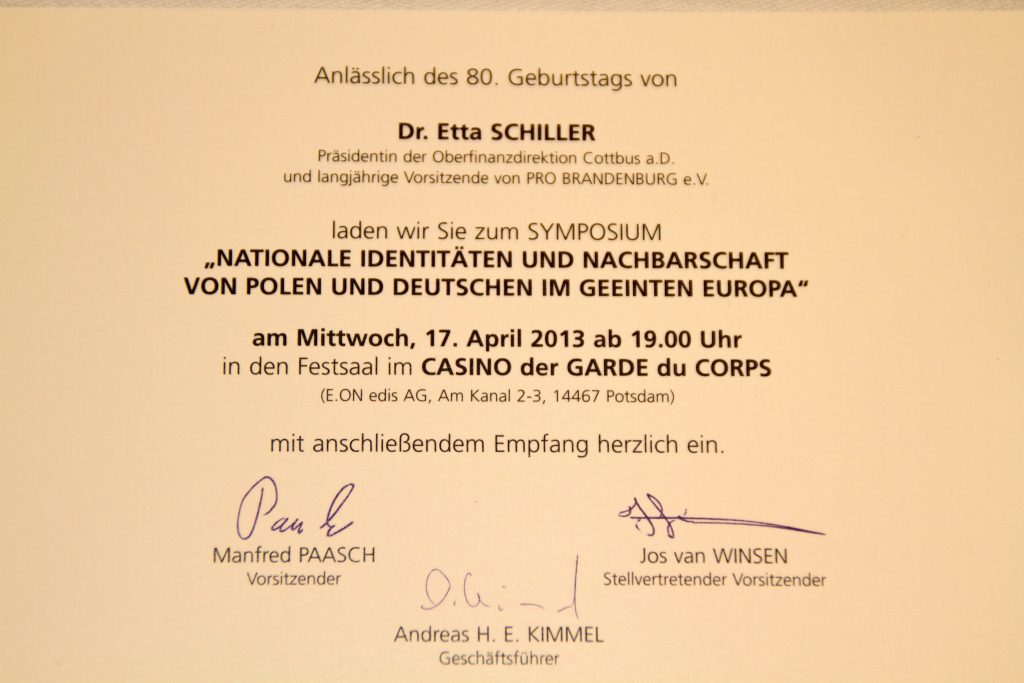 Anlässlich des 80. Geburtstags von
Dr. Etta SCHILLER
Präsidentin der Oberfinanzdirektion Cottbus a.D.
und langjährige Vorsitzende von PRO BRANDENBURG e.V.
laden wir Sie zum SYMPOSIUM
„NATIONALE IDENTITÄTEN UND NACHBARSCHAFT
VON POLEN UND DEUTSCHEN IM GEEINTEN EUROPA“
am Mittwoch, 17. April 2013 ab 19.00 Uhr
in den Festsaal im CASINO der GARDE du CORPS
(E.ON edis AG, Am Kanal 2-3, 14467 Potsdam)
mit anschließendem Empfang herzlich ein.
Manfred PAASCH
Vorsitzender
Jos van WINSEN
Stellvertretender Vorsitzender
Andreas H. E. KIMMEL
Geschäftsführer